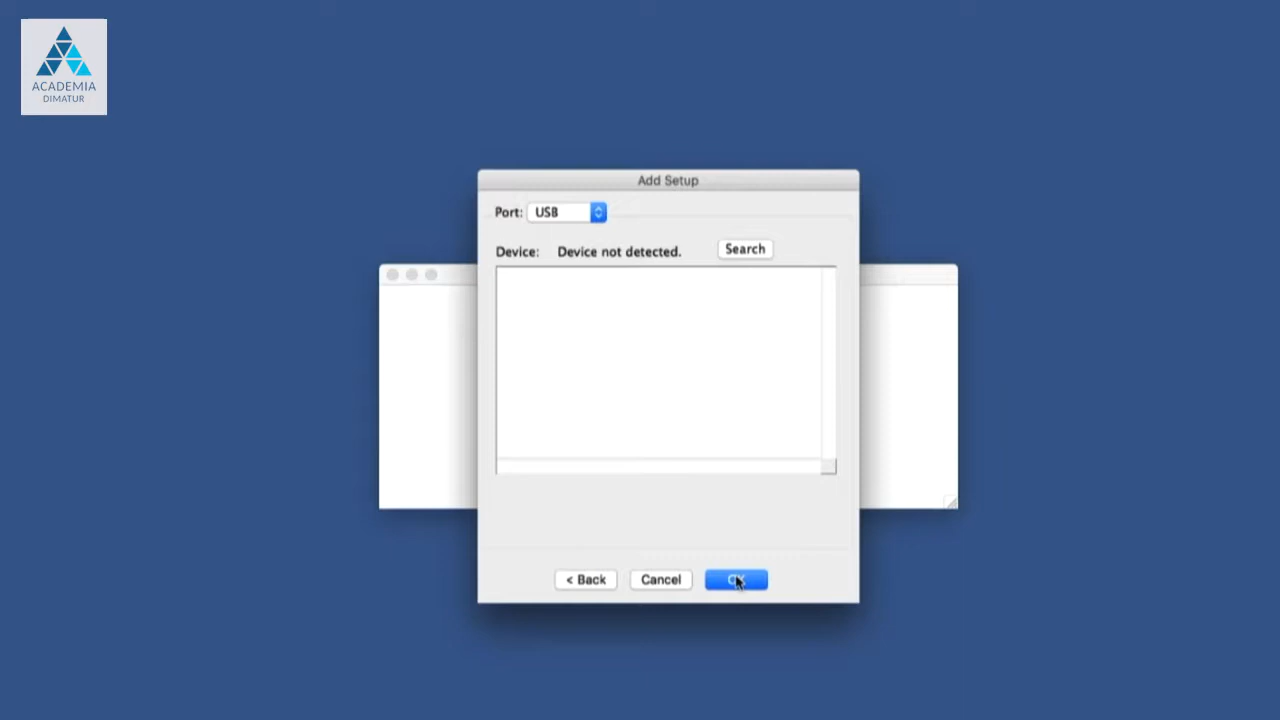 ACADEMIA
DIMATUR
Add Setup
Port: USB
Device: Device not detected. Search
< Back Cancel